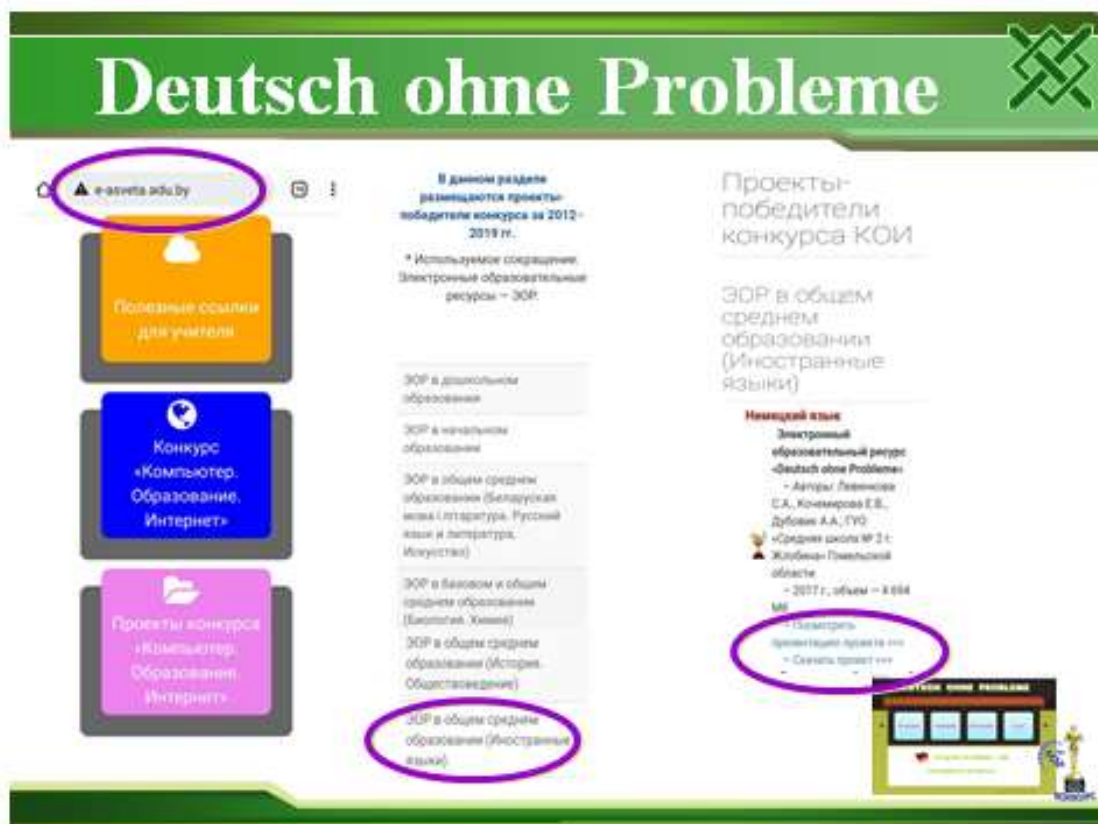 Deutsch ohne Probleme
e-asveta.adu.by
Полезные ссылки
для учителя
Конкурс
«Компьютер.
Образование.
Интернет»
Проекты конкурса
«Компьютер.
Образование.
Интернет»
В данном разделе
размещаются проекты-
победители конкурса за 2012-
2019 гг.
* Используемое сокращение:
Электронные образовательные
ресурсы — ЭОР.
ЭОР в дошкольном
образовании
ЭОР в начальном
образовании
ЭОР в общем среднем
образовании (Беларуская
мова і літаратура, Русский
язык и литература,
Искусство)
ЭОР в базовом и общем
среднем образовании
(Биология. Химия)
ЭОР в общем среднем
образовании (История.
Обществоведение)
ЭОР в общем среднем
образовании (Иностранные
языки)
Проекты-
победители
конкурса КОИ
ЭОР в общем
среднем
образовании
(Иностранные
языки)
Немецкий язык
Электронный
образовательный ресурс
«Deutsch ohne Probleme»
– Авторы: Левенкова
С.А., Кочемирова Е.В.,
Дубовик А.А., ГУО
«Средняя школа № 2 г.
Жлобина» Гомельской
области
– 2017 г., объем —
Мб
– Посмотреть
презентацию проекта »»»
– Скачать проект »»»
DEUTSCH OHNE PROBLEME